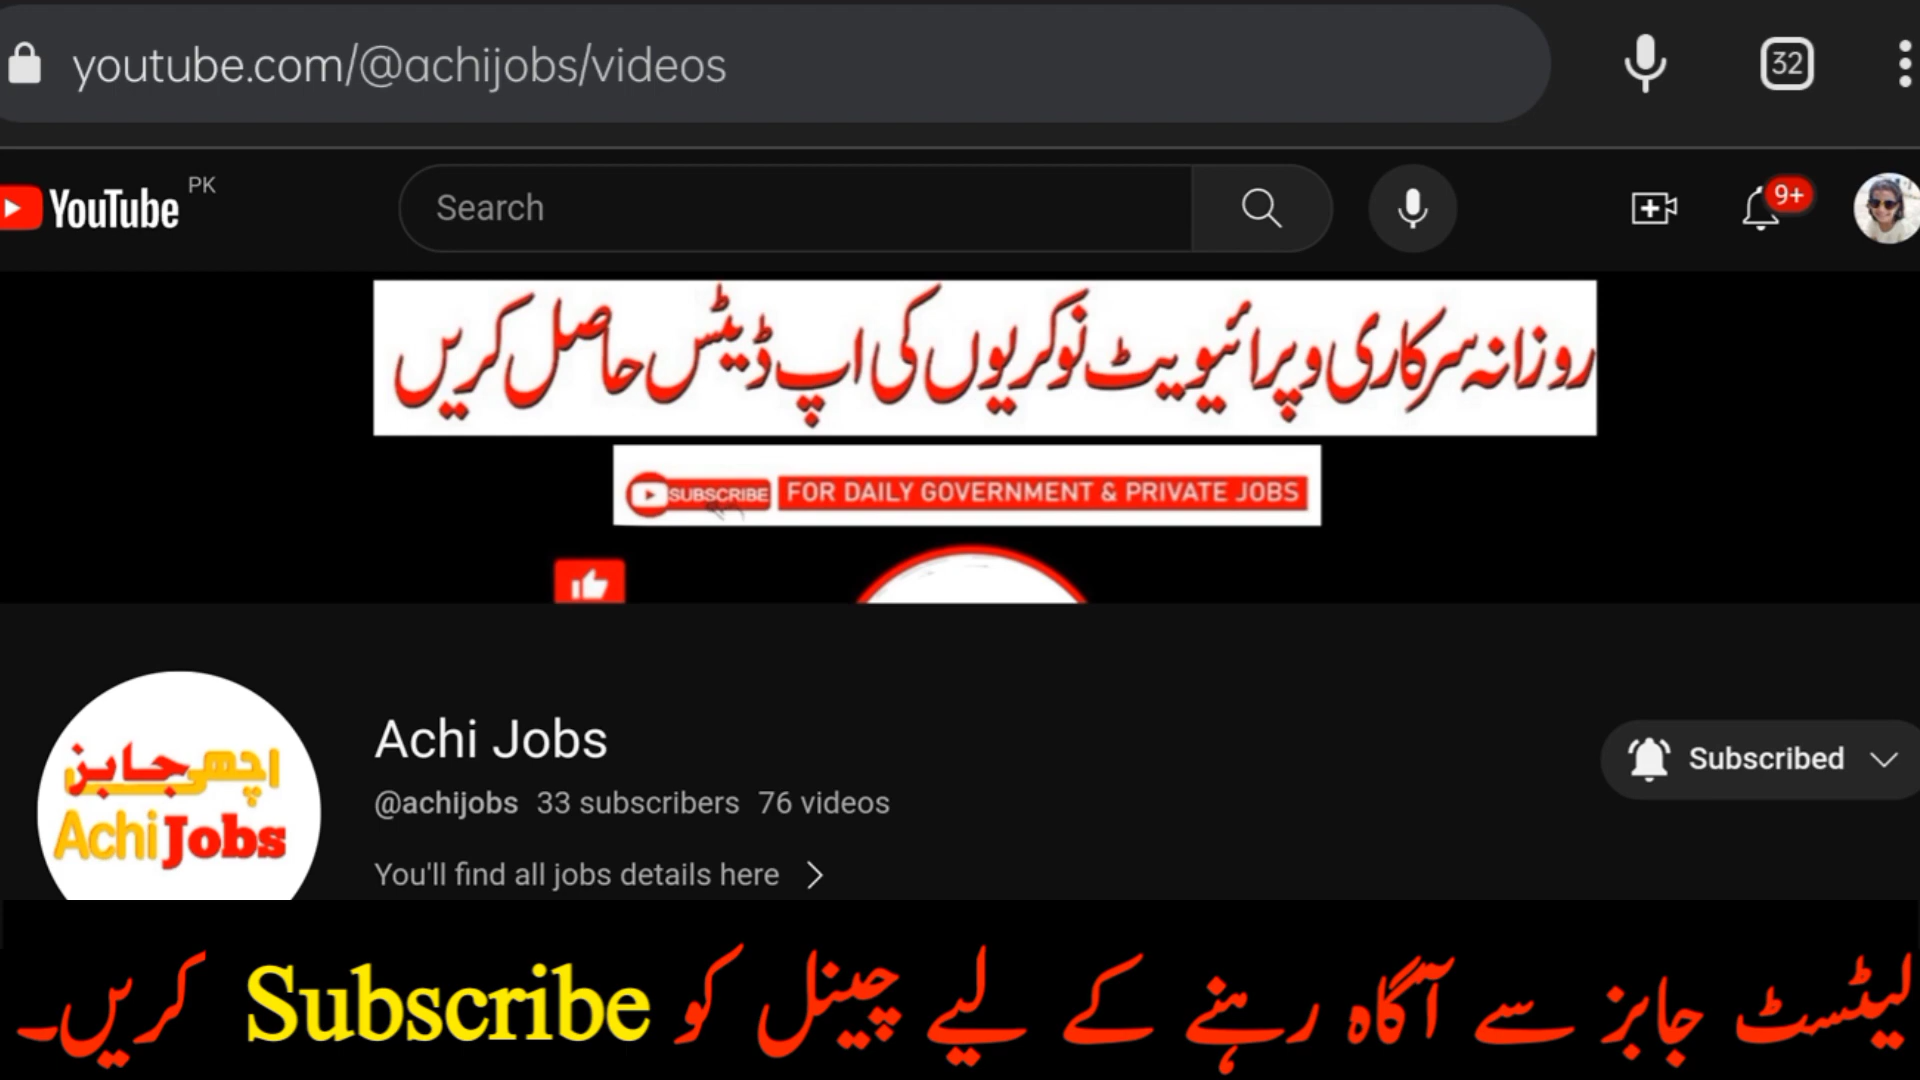 youtube.com/@achijobs/videos
32
YouTube PK
Search
9+
روزانہ سرکاری و پرائیویٹ نوکریوں کی اپ ڈیٹس حاصل کریں
SUBSCRIBE FOR DAILY GOVERNMENT & PRIVATE JOBS
اچھی جابز
Achi Jobs
Achi Jobs
@achijobs 33 subscribers 76 videos
Subscribed
You'll find all jobs details here
لیٹسٹ جابز سے آگاہ رہنے کے لیے چینل کو Subscribe کریں۔